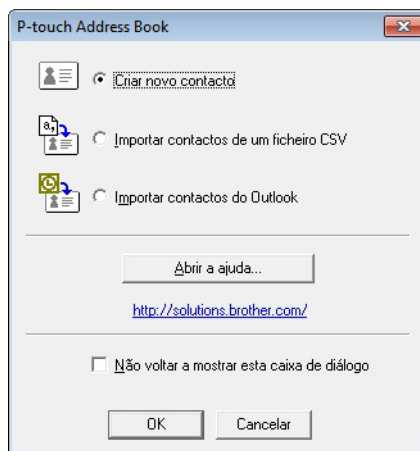 P-touch Address Book
Criar novo contacto
a,
Importar contactos de um ficheiro CSV
Importar contactos do Outlook
Abrir a ajuda...
http://solutions.brother.com/
Não voltar a mostrar esta caixa de diálogo
OK Cancelar